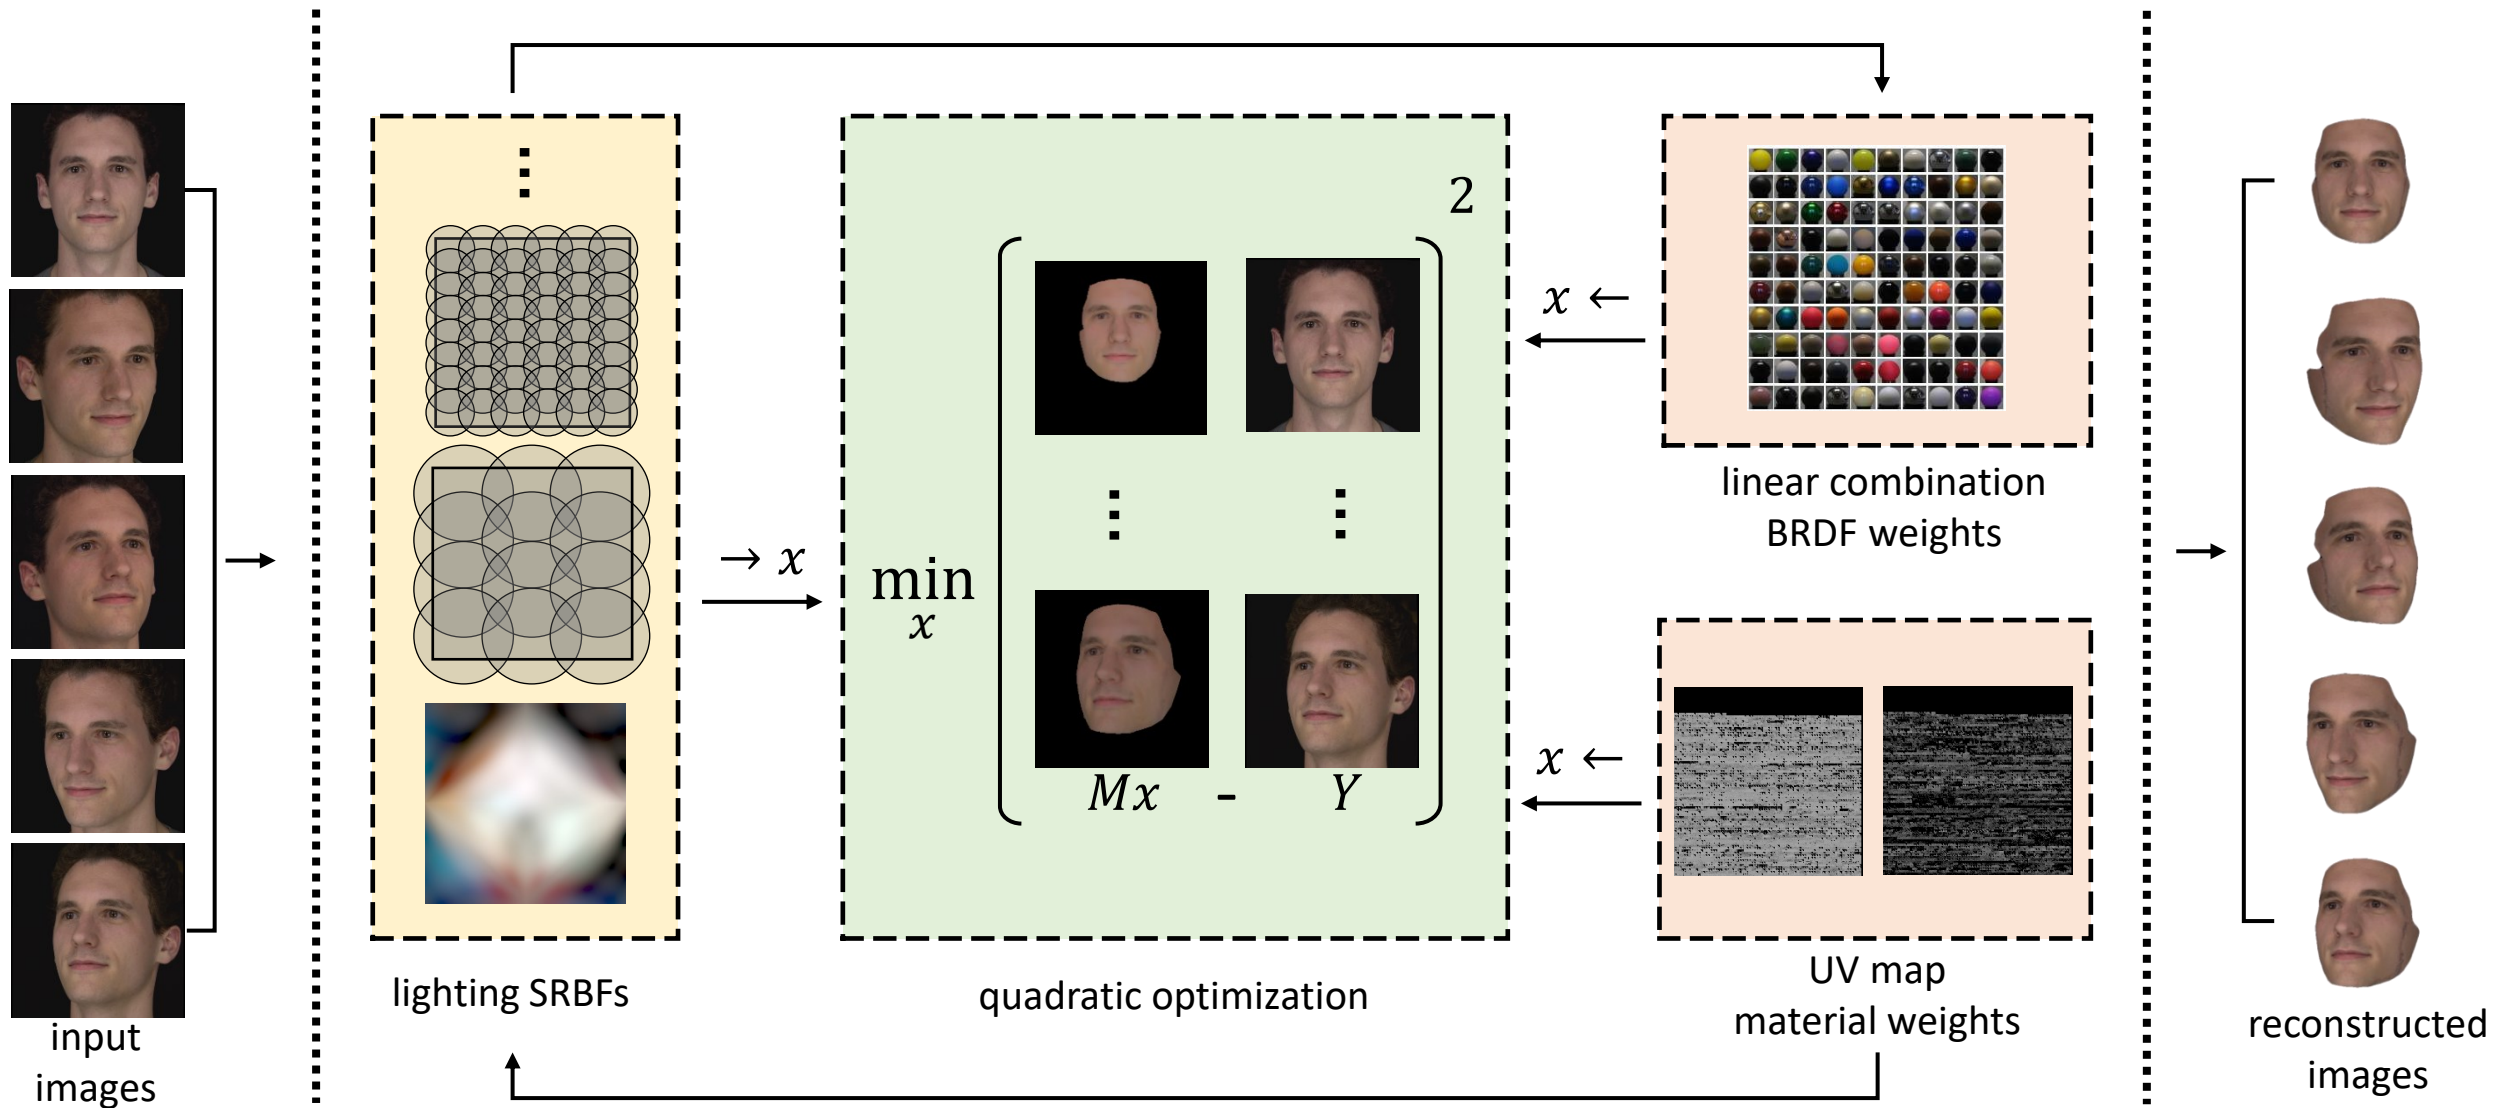 input
images
lighting SRBFs
→ x
min
x
2
Mx - Y
quadratic optimization
x ←
linear combination
BRDF weights
x ←
UV map
material weights
reconstructed
images